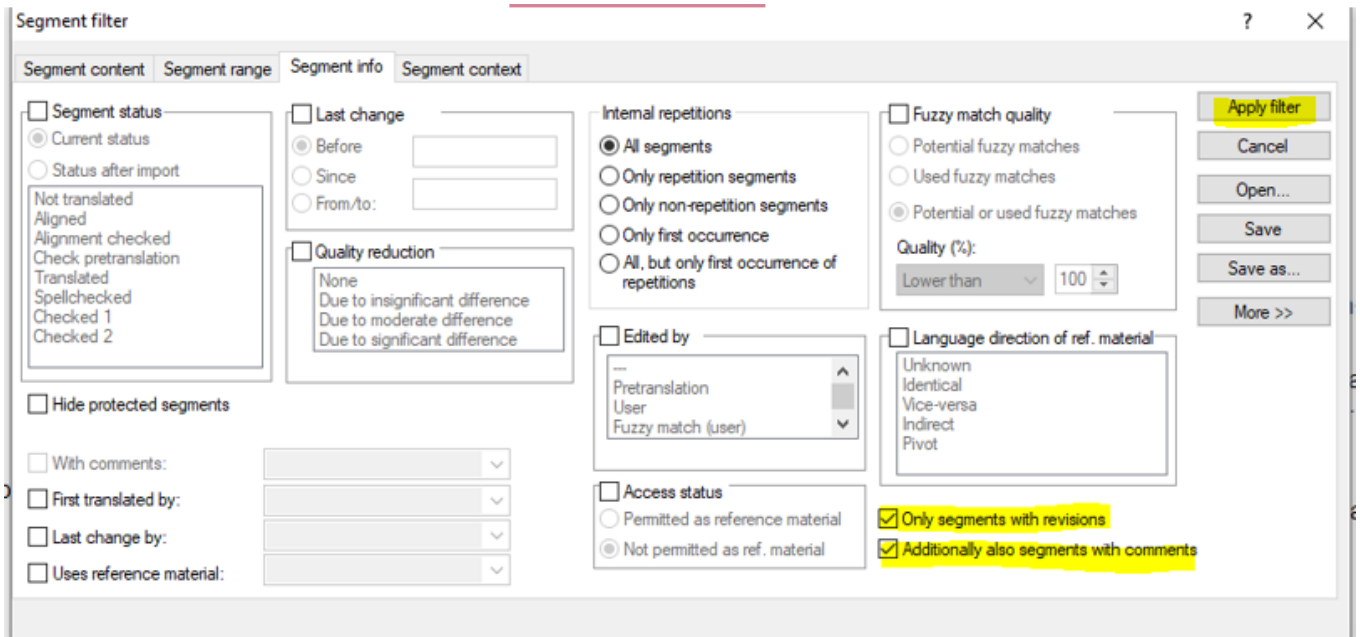 Segment filter
?
Segment content
Segment range
Segment info
Segment context
Segment status
Current status
Status after import
Not translated
Aligned
Alignment checked
Check pretranslation
Translated
Spellchecked
Checked 1
Checked 2
Hide protected segments
With comments:
First translated by:
Last change by:
Uses reference material:
Last change
Before
Since
From/to:
Quality reduction
None
Due to insignificant difference
Due to moderate difference
Due to significant difference
Internal repetitions
All segments
Only repetition segments
Only non-repetition segments
Only first occurrence
All, but only first occurrence of
repetitions
Edited by
---
Pretranslation
User
Fuzzy match (user)
Access status
Permitted as reference material
Not permitted as ref. material
Fuzzy match quality
Potential fuzzy matches
Used fuzzy matches
Potential or used fuzzy matches
Quality (%):
Lower than
100
Language direction of ref. material
Unknown
Identical
Vice-versa
Indirect
Pivot
Only segments with revisions
Additionally also segments with comments
Apply filter
Cancel
Open...
Save
Save as...
More >>